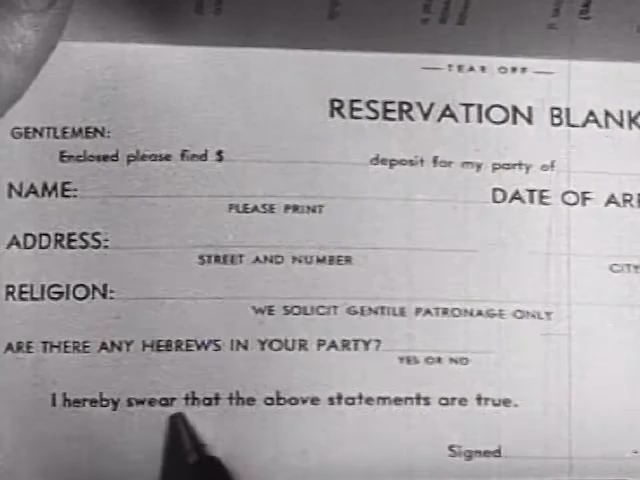 TEAR OFF
RESERVATION BLANK
GENTLEMEN:
Enclosed please find $ deposit for my party of
NAME: DATE OF ARR
PLEASE PRINT
ADDRESS:
STREET AND NUMBER CITY
RELIGION:
WE SOLICIT GENTILE PATRONAGE ONLY
ARE THERE ANY HEBREWS IN YOUR PARTY?
YES OR NO
I hereby swear that the above statements are true.
Signed